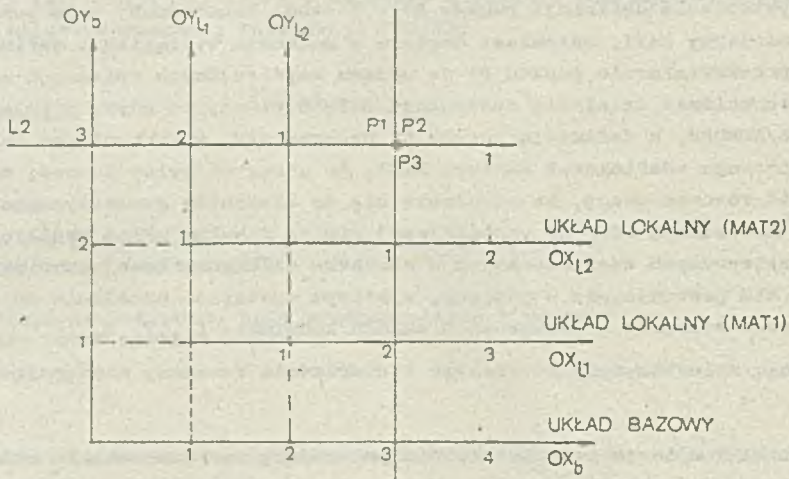 OY_b OY_L1 OY_L2
L2 3 2 1 P1 P2
P3 1
UKŁAD LOKALNY (MAT2)
2 1 1 2 OX_L2
UKŁAD LOKALNY (MAT1)
1 1 2 3 OX_L1
UKŁAD BAZOWY
1 2 3 4 OX_b